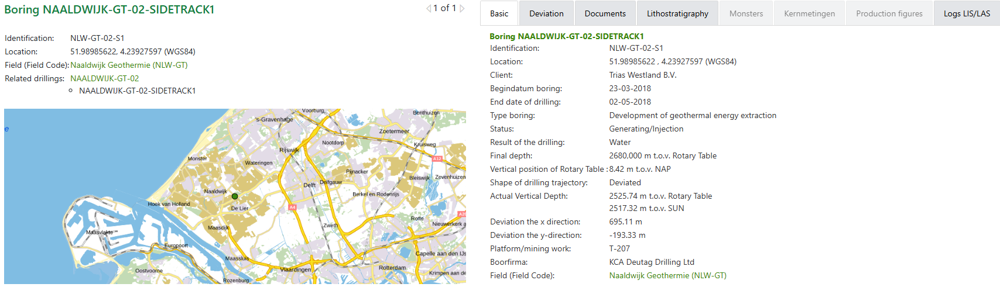 Boring NAALDWIJK-GT-02-SIDETRACK1
1 of 1
Identification: NLW-GT-02-S1
Location: 51.98985622, 4.23927597 (WGS84)
Field (Field Code): Naaldwijk Geothermie (NLW-GT)
Related drillings: NAALDWIJK-GT-02
NAALDWIJK-GT-02-SIDETRACK1
Voorburg
Benthuizen
's-Gravenhage
e
Zoetermeer
Nootdorp
Kruisweg
Rijswijk
Monster
Wateringen
A12
Pijnacker
Bleiswijk
Zevenhuizen
Naaldwijk
Delft
Delfgauw
Berkel en Rodenrijs
Hoek van Holland
De Lier
A4
A20
Rotte
Nieuwerkerk a
Maasdijk
Zweth
Maasvlakte
Europoort
Maassluis
Capelle aan den IJs
Oostvoorne
Vlaardingen
Rotterdam
Krimpen aan de
Rozenburg
Basic
Deviation
Documents
Lithostratigraphy
Monsters
Kernmetingen
Production figures
Logs LIS/LAS
Boring NAALDWIJK-GT-02-SIDETRACK1
Identification: NLW-GT-02-S1
Location: 51.98985622 , 4.23927597 (WGS84)
Client: Trias Westland B.V.
Begindatum boring: 23-03-2018
End date of drilling: 02-05-2018
Type boring: Development of geothermal energy extraction
Status: Generating/Injection
Result of the drilling: Water
Final depth: 2680,000 m t.o.v. Rotary Table
Vertical position of Rotary Table : 8.42 m t.o.v. NAP
Shape of drilling trajectory: Deviated
Actual Vertical Depth: 2525.74 m t.o.v. Rotary Table
2517.32 m t.o.v. SUN
Deviation the x direction: 695.11 m
Deviation the y-direction: -193.33 m
Platform/mining work: T-207
Boorfirma: KCA Deutag Drilling Ltd
Field (Field Code): Naaldwijk Geothermie (NLW-GT)